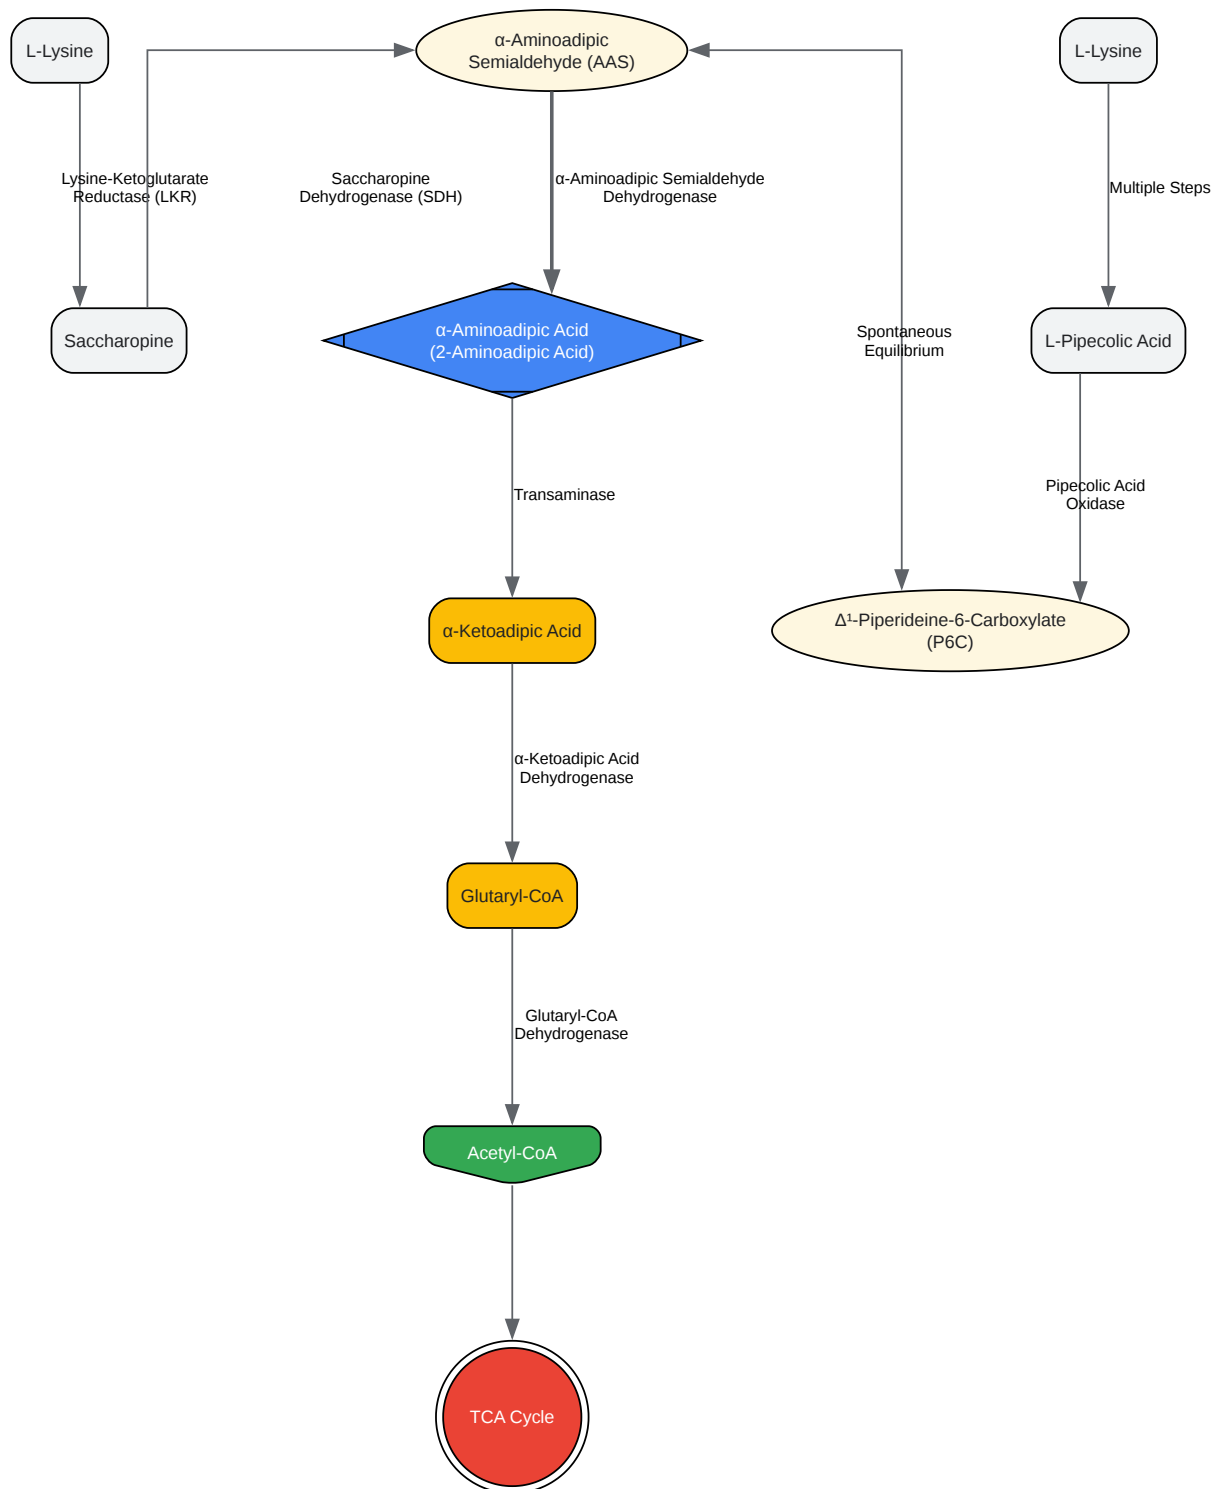 L-Lysine
α-Aminoadipic
Semialdehyde (AAS)
L-Lysine
Lysine-Ketoglutarate
Reductase (LKR)
Saccharopine
Dehydrogenase (SDH)
α-Aminoadipic Semialdehyde
Dehydrogenase
Multiple Steps
Saccharopine
α-Aminoadipic Acid
(2-Aminoadipic Acid)
Spontaneous
Equilibrium
L-Pipecolic Acid
Transaminase
Pipecolic Acid
Oxidase
α-Ketoadipic Acid
Δ¹-Piperideine-6-Carboxylate
(P6C)
α-Ketoadipic Acid
Dehydrogenase
Glutaryl-CoA
Glutaryl-CoA
Dehydrogenase
Acetyl-CoA
TCA Cycle